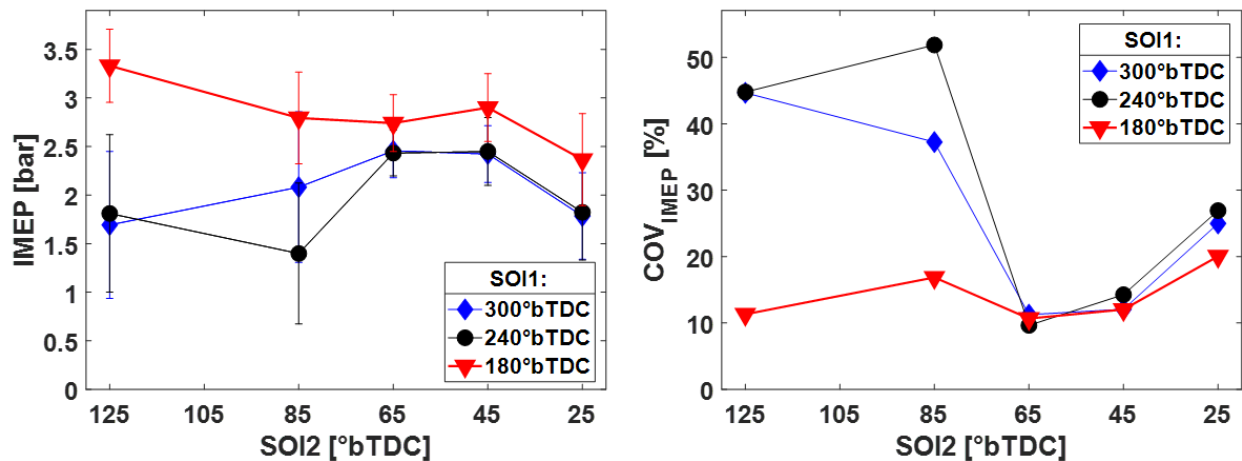 IMEP [bar]
3.5
3
2.5
2
1.5
1
0.5
0
125 105 85 65 45 25
SOI2 [°bTDC]
SOI1:
300°bTDC
240°bTDC
180°bTDC
COV_IMEP [%]
50
40
30
20
10
0
125 105 85 65 45 25
SOI2 [°bTDC]
SOI1:
300°bTDC
240°bTDC
180°bTDC